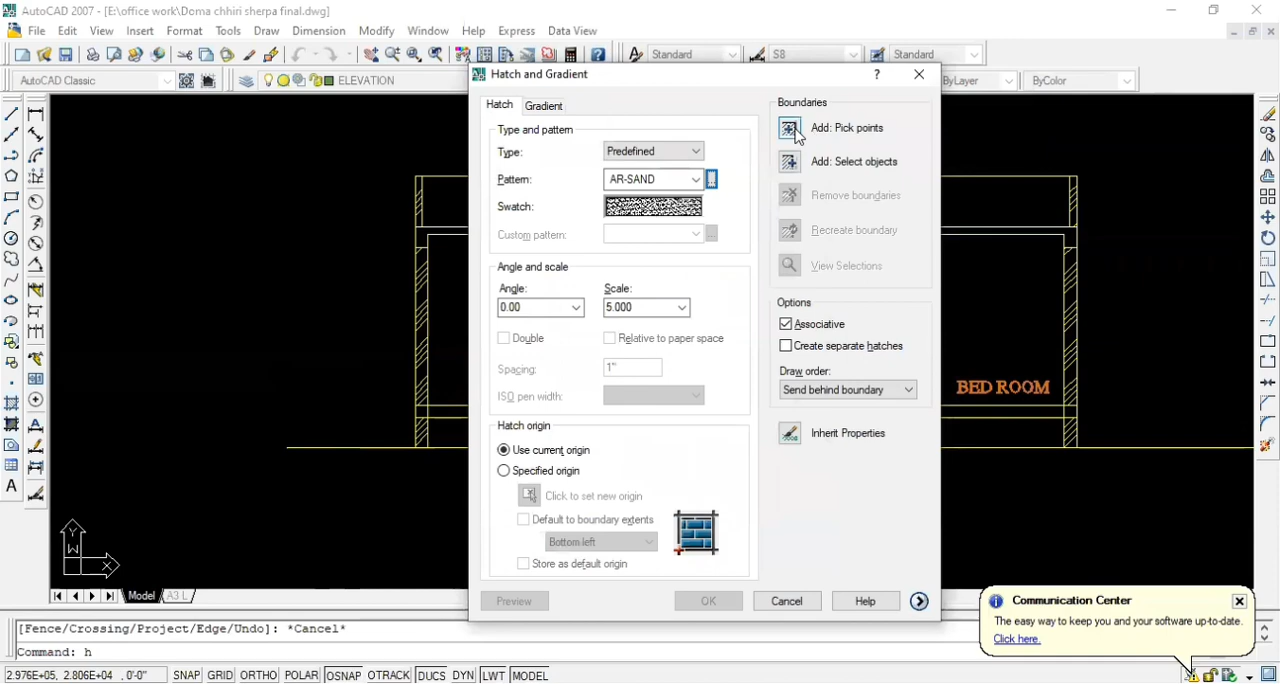 AutoCAD 2007 - [E:\office work\Doma chhiri sherpa final.dwg]
File Edit View Insert Format Tools Draw Dimension Modify Window Help Express Data View
Standard S8 Standard
AutoCAD Classic ELEVATION ByLayer ByColor
Hatch and Gradient ?
Hatch Gradient
Type and pattern
Type: Predefined
Pattern: AR-SAND ...
Swatch:
Custom pattern: ...
Angle and scale
Angle: Scale:
0.00 5.000
Double Relative to paper space
Spacing: 1"
ISO pen width:
Hatch origin
Use current origin
Specified origin
Click to set new origin
Default to boundary extents
Bottom left
Store as default origin
Boundaries
Add: Pick points
Add: Select objects
Remove boundaries
Recreate boundary
View Selections
Options
Associative
Create separate hatches
Draw order:
Send behind boundary
Inherit Properties
Preview OK Cancel Help
BED ROOM
Y
W
X
A
Model A3 L
Communication Center
The easy way to keep you and your software up-to-date.
Click here.
[Fence/Crossing/Project/Edge/Undo]: *Cancel*
Command: h
2.976E+05, 2.806E+04 , 0'-0" SNAP GRID ORTHO POLAR OSNAP OTRACK DUCS DYN LWT MODEL